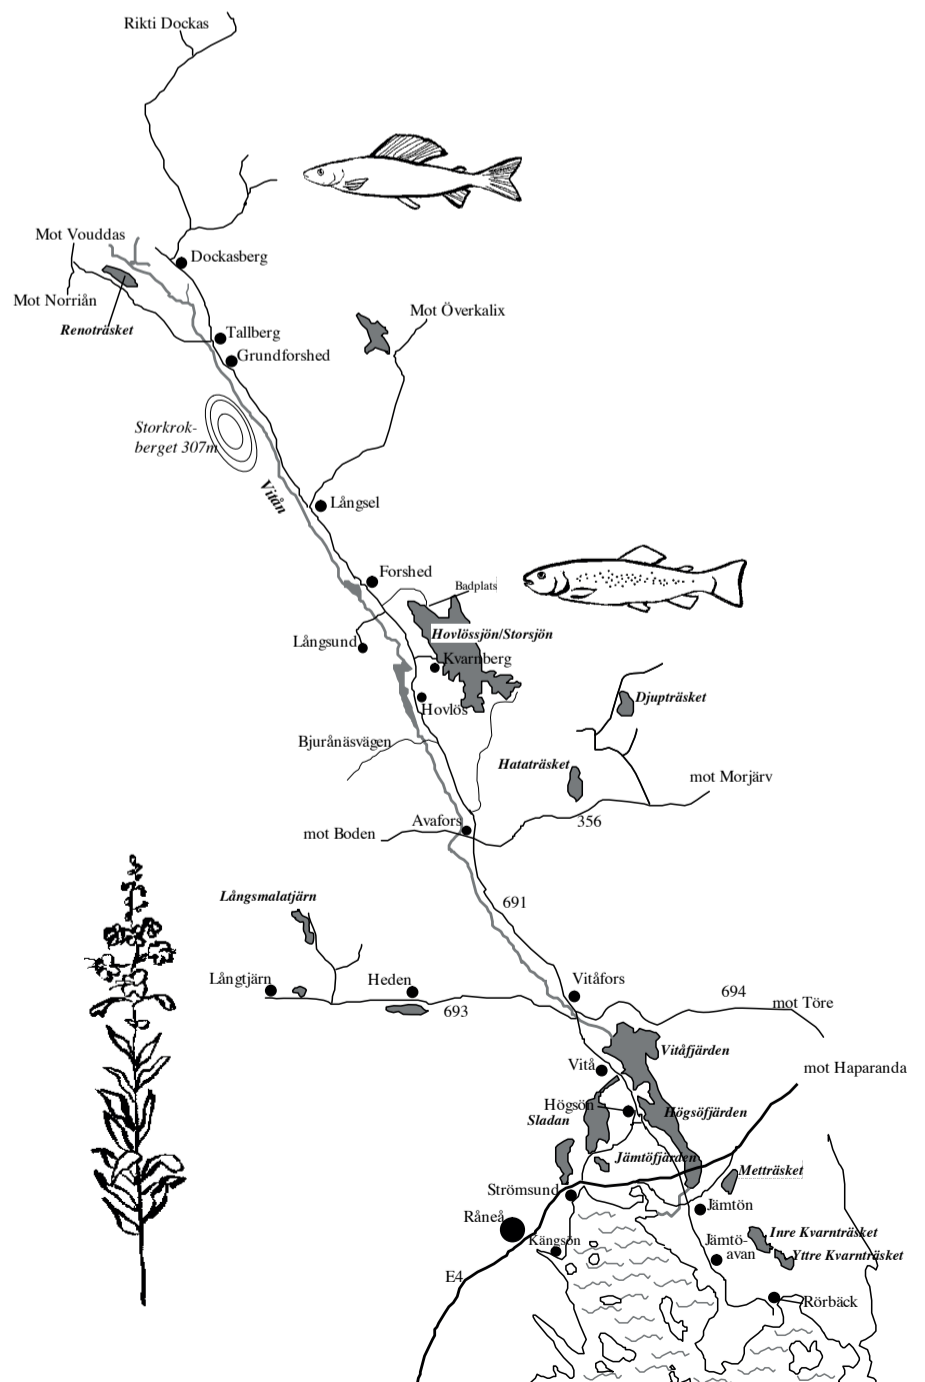 Rikti Dockas
Mot Vouddas
Dockasberg
Mot Norriån
Renoträsket
Mot Överkalix
Tallberg
Grundforshed
Storkrok-
berget 307m
Vitån
Långsel
Forshed
Badplats
Långsund
Hovlössjön/Storsjön
Kvarnberg
Hovlös
Djupträsket
Bjurånäsvägen
Hataträsket
mot Morjärv
mot Boden
Avafors
356
Långsmalatjärn
691
Långtjärn
Heden
Vitåfors
693
694
mot Töre
Vitåfjärden
Vitå
mot Haparanda
Högsön
Sladan
Högsöfjärden
Jämtöfjärden
Metträsket
Strömsund
Jämtön
Råneå
Kängsön
Jämtö-
avan
Inre Kvarnträsket
Yttre Kvarnträsket
E4
Rörbäck